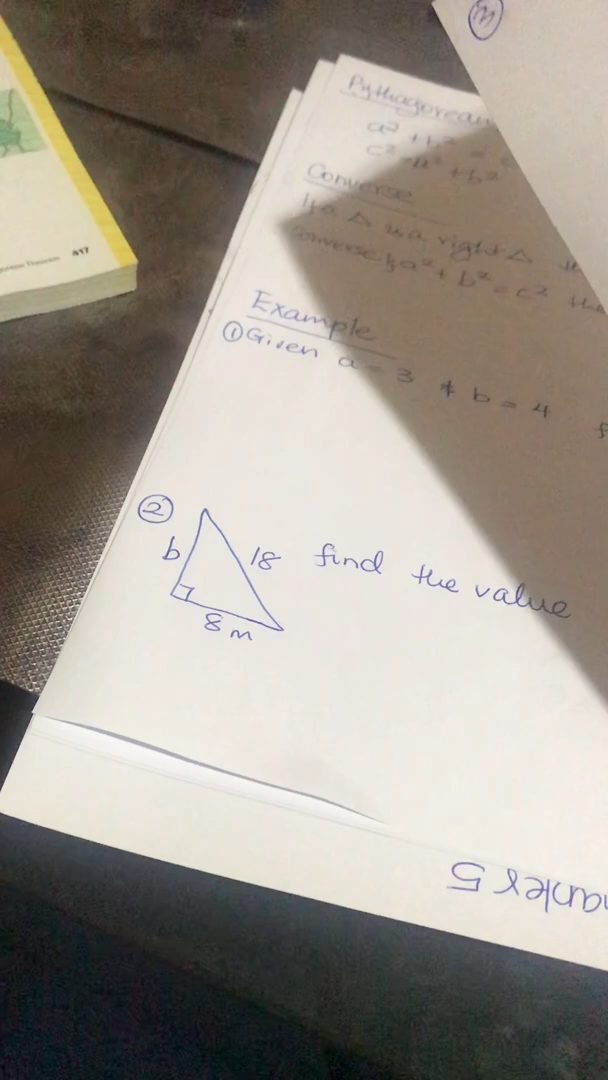 Pythagorean
a² + b² =
c² = a² + b²
Converse
If a △ is a right △
Converse If a² + b² = c² the
Example
① Given a = 3 & b = 4
② b 18 find the value
8 m
417